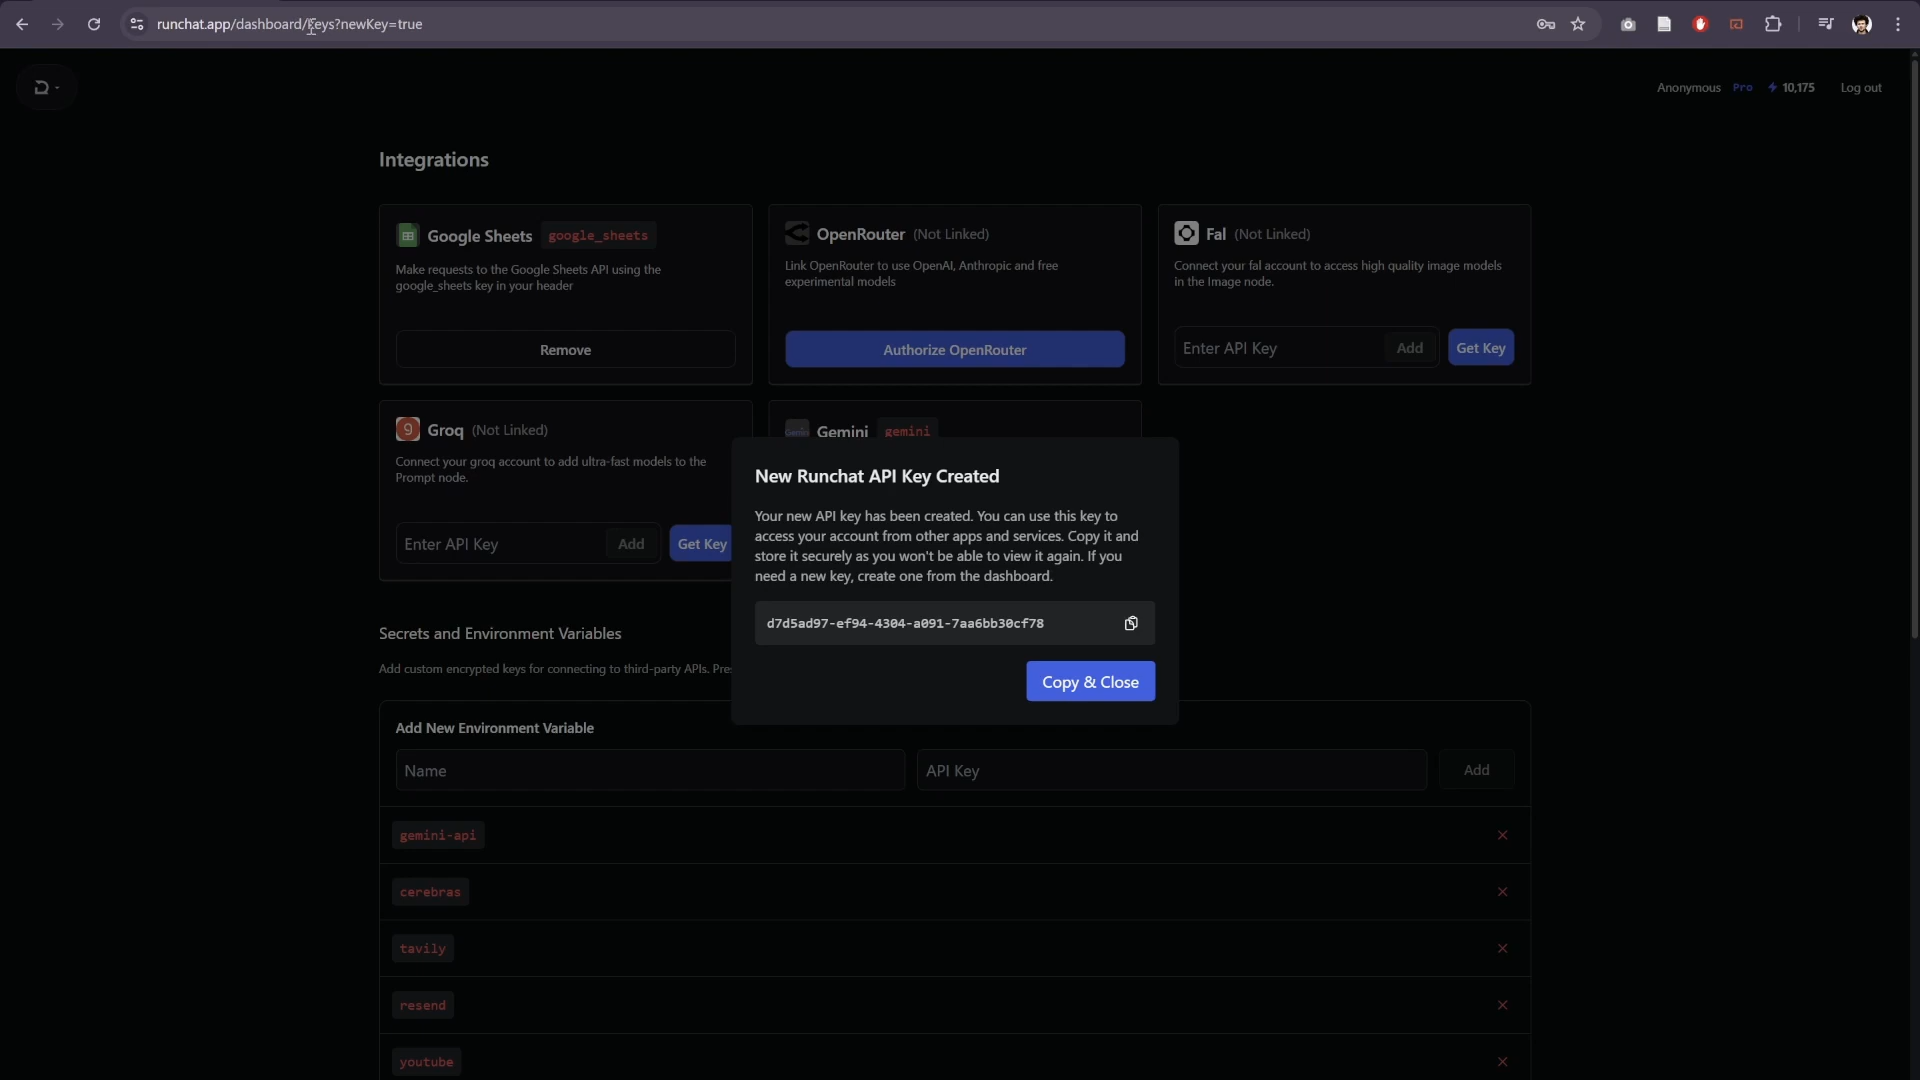 runchat.app/dashboard/keys?newKey=true
Anonymous Pro 10,175 Log out
Integrations
Google Sheets google_sheets
Make requests to the Google Sheets API using the
google_sheets key in your header
Remove
OpenRouter (Not Linked)
Link OpenRouter to use OpenAI, Anthropic and free
experimental models
Authorize OpenRouter
Fal (Not Linked)
Connect your fal account to access high quality image models
in the Image node.
Enter API Key Add Get Key
Groq (Not Linked)
Connect your groq account to add ultra-fast models to the
Prompt node.
Enter API Key Add Get Key
Gemini gemini
New Runchat API Key Created
Your new API key has been created. You can use this key to
access your account from other apps and services. Copy it and
store it securely as you won't be able to view it again. If you
need a new key, create one from the dashboard.
d7d5ad97-ef94-4304-a091-7aa6bb30cf78
Copy & Close
Secrets and Environment Variables
Add custom encrypted keys for connecting to third-party APIs.
Add New Environment Variable
Name API Key Add
gemini-api
cerebras
tavily
resend
youtube